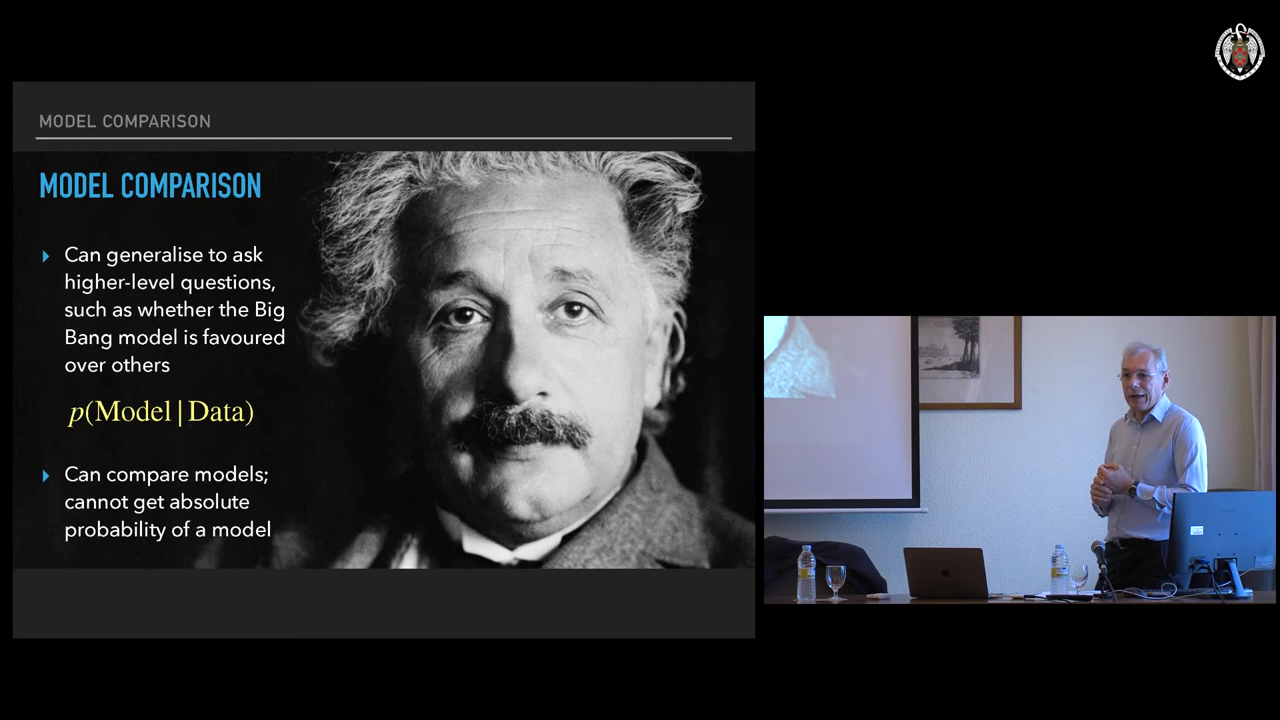 MODEL COMPARISON
MODEL COMPARISON
Can generalise to ask
higher-level questions,
such as whether the Big
Bang model is favoured
over others
p(Model|Data)
Can compare models;
cannot get absolute
probability of a model